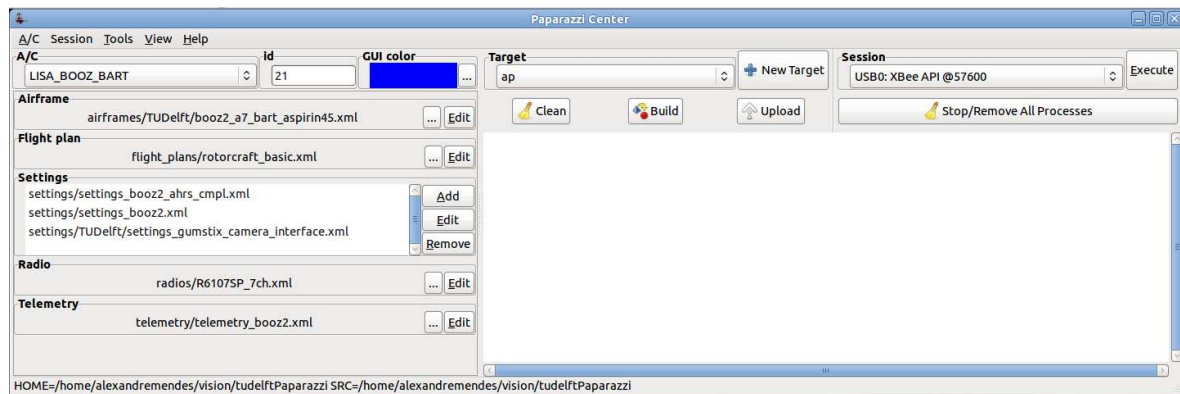 Paparazzi Center
A/C Session Tools View Help
A/C id GUI color Target Session
LISA_BOOZ_BART 21 ... ap New Target USB0: XBee API @57600 Execute
Airframe
airframes/TUDelft/booz2_a7_bart_aspirin45.xml ... Edit Clean Build Upload Stop/Remove All Processes
Flight plan
flight_plans/rotorcraft_basic.xml ... Edit
Settings
settings/settings_booz2_ahrs_cmpl.xml Add
settings/settings_booz2.xml Edit
settings/TUDelft/settings_gumstix_camera_interface.xml Remove
Radio
radios/R6107SP_7ch.xml ... Edit
Telemetry
telemetry/telemetry_booz2.xml ... Edit
HOME=/home/alexandremendes/vision/tudelftPaparazzi SRC=/home/alexandremendes/vision/tudelftPaparazzi